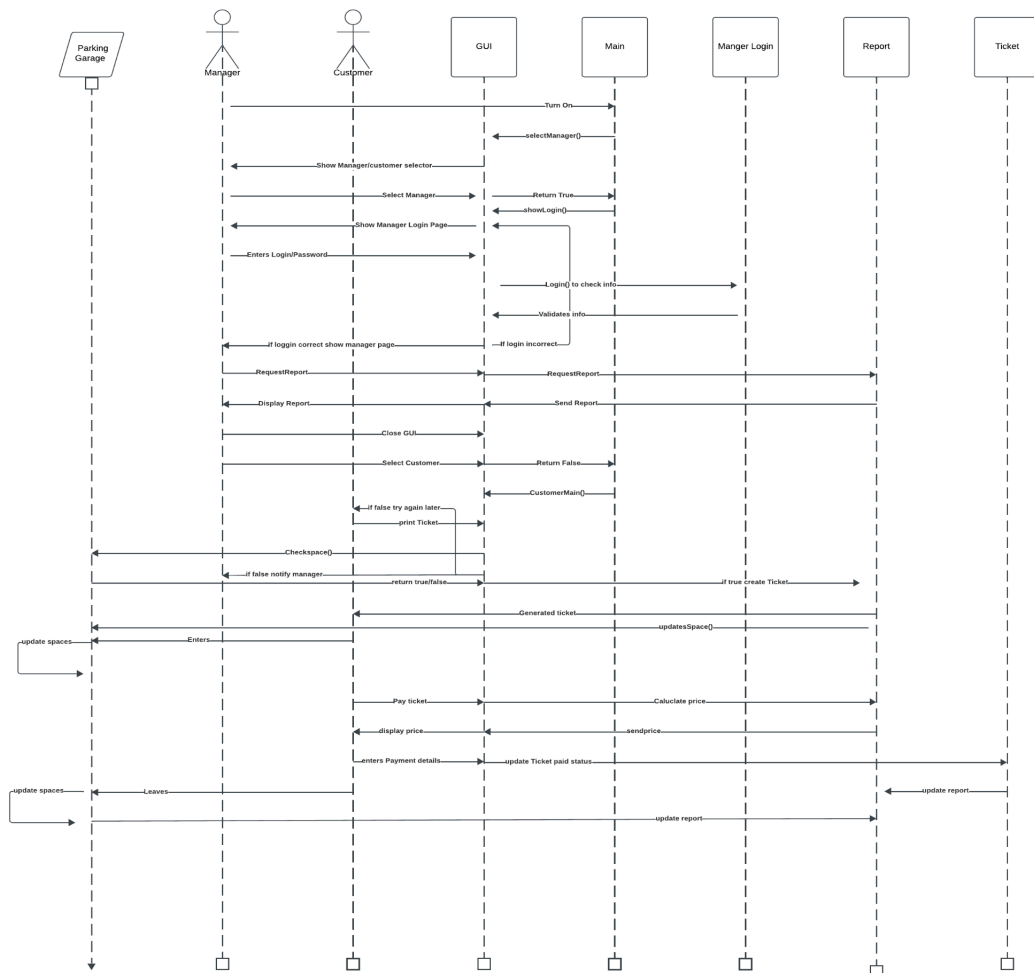 Parking
Garage
Manager
Customer
GUI
Main
Manger Login
Report
Ticket
Turn On
selectManager()
Show Manager/customer selector
Select Manager
Return True
showLogin()
Show Manager Login Page
Enters Login/Password
Login() to check info
Validates info
if loggin correct show manager page
If login incorrect
RequestReport
RequestReport
Display Report
Send Report
Close GUI
Select Customer
Return False
CustomerMain()
if false try again later
print Ticket
Checkspace()
if false notify manager
return true/false
if true create Ticket
Generated ticket
updatesSpace()
Enters
update spaces
Pay ticket
Caluclate price
display price
sendprice
enters Payment details
update Ticket paid status
update spaces
Leaves
update report
update report